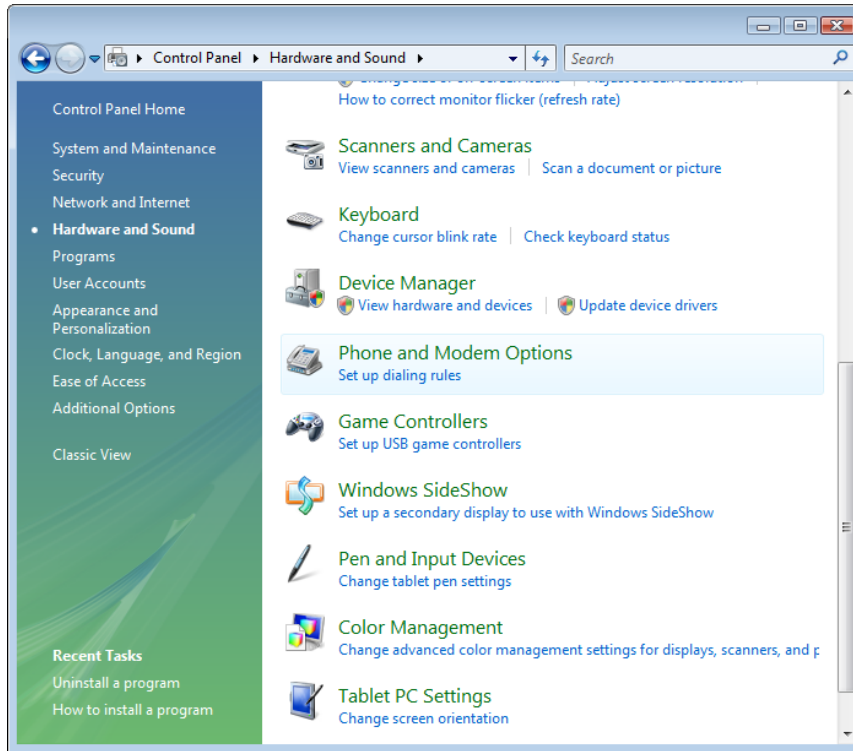 Control Panel Hardware and Sound Search
Control Panel Home
System and Maintenance
Security
Network and Internet
Hardware and Sound
Programs
User Accounts
Appearance and
Personalization
Clock, Language, and Region
Ease of Access
Additional Options
Classic View
Recent Tasks
Uninstall a program
How to install a program
How to correct monitor flicker (refresh rate)
Scanners and Cameras
View scanners and cameras Scan a document or picture
Keyboard
Change cursor blink rate Check keyboard status
Device Manager
View hardware and devices Update device drivers
Phone and Modem Options
Set up dialing rules
Game Controllers
Set up USB game controllers
Windows SideShow
Set up a secondary display to use with Windows SideShow
Pen and Input Devices
Change tablet pen settings
Color Management
Change advanced color management settings for displays, scanners, and
Tablet PC Settings
Change screen orientation